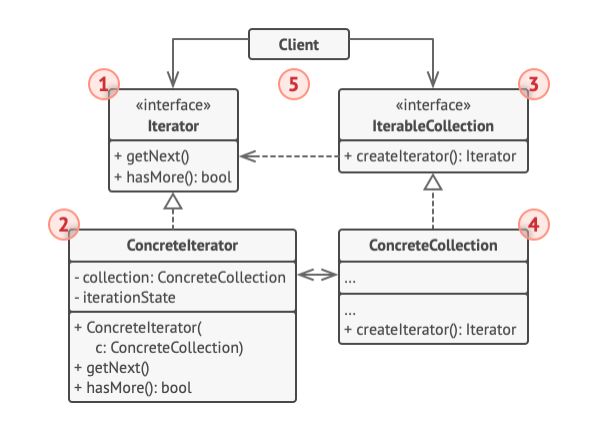 Client
5
1
«interface»
Iterator
+ getNext()
+ hasMore(): bool
3
«interface»
IterableCollection
+ createIterator(): Iterator
2
ConcreteIterator
- collection: ConcreteCollection
- iterationState
+ ConcreteIterator(
c: ConcreteCollection)
+ getNext()
+ hasMore(): bool
4
ConcreteCollection
...
...
+ createIterator(): Iterator